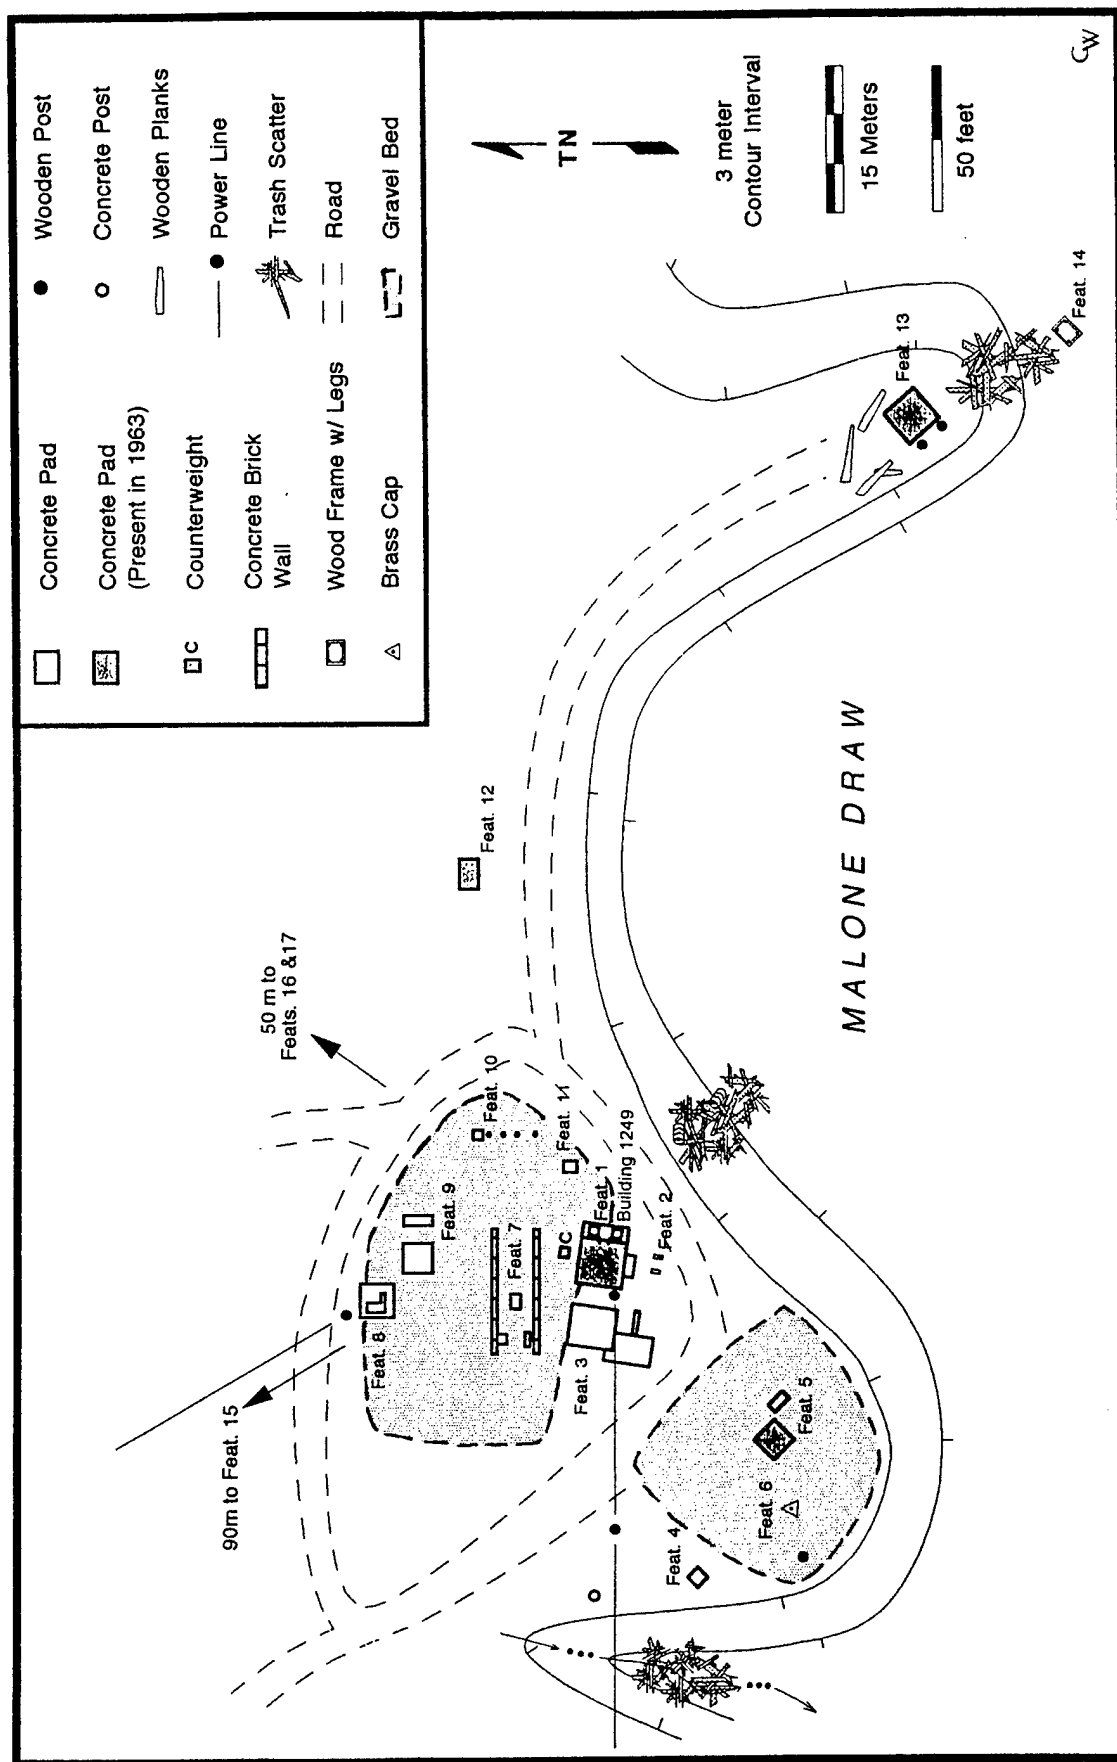 Concrete Pad
Concrete Pad
(Present in 1963)
Counterweight
C
Concrete Brick
Wall
Wood Frame w/ Legs
Brass Cap
Wooden Post
Concrete Post
Wooden Planks
Power Line
Trash Scatter
Road
Gravel Bed
TN
3 meter
Contour Interval
15 Meters
50 feet
CW
90m to Feat. 15
50 m to
Feats. 16 &17
Feat. 8
Feat. 9
Feat. 10
Feat. 12
Feat. 7
Feat. 11
C
Feat. 3
Feat. 1
Building 1249
Feat. 2
Feat. 4
Feat. 6
Feat. 5
Feat. 13
Feat. 14
MALONE DRAW